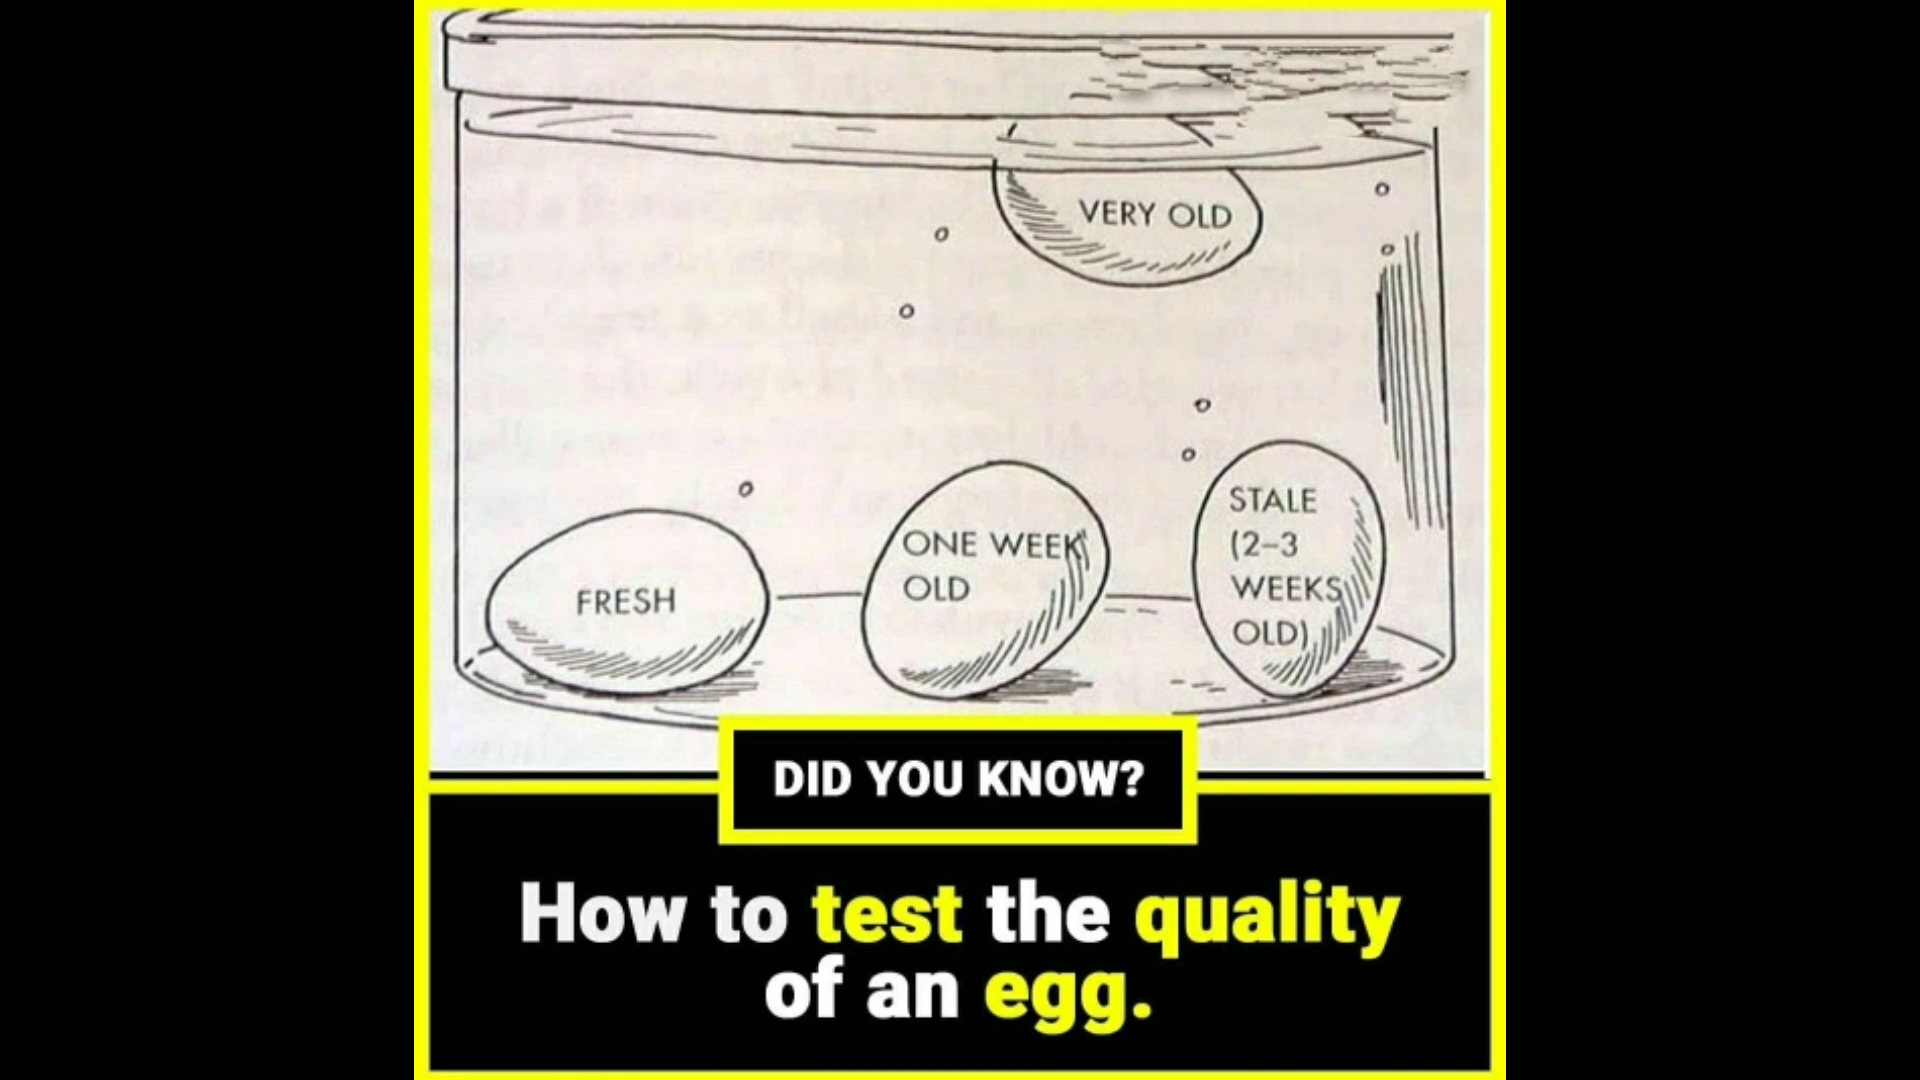 VERY OLD
FRESH
ONE WEEK
OLD
STALE
(2–3
WEEKS
OLD)
DID YOU KNOW?
How to test the quality
of an egg.